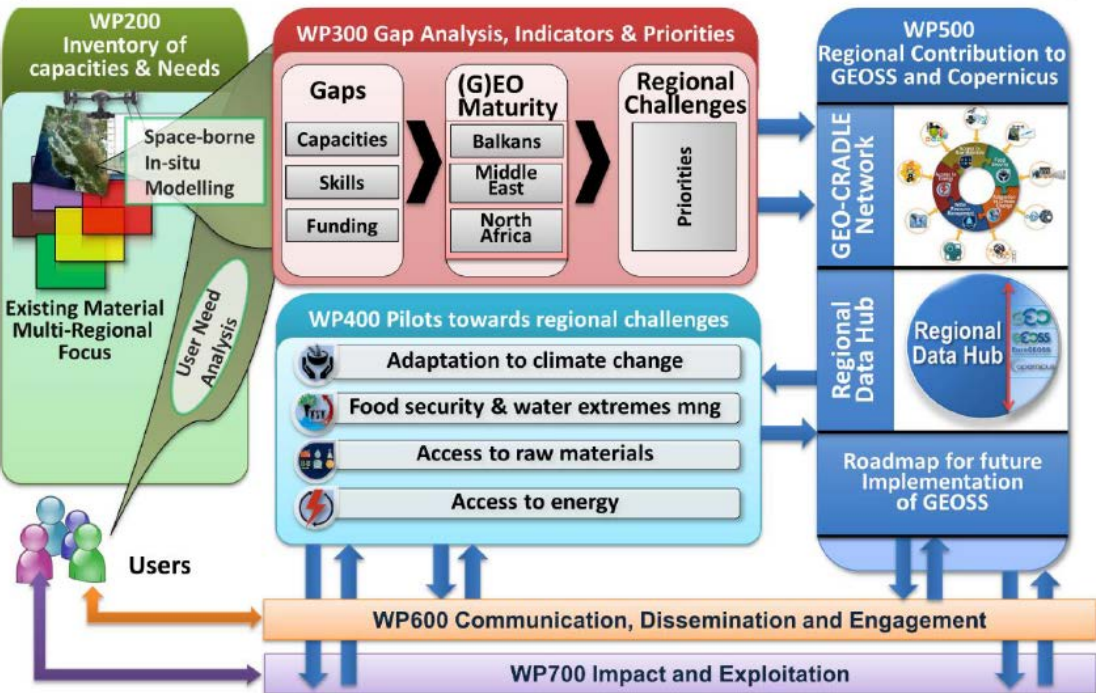 WP200
Inventory of
capacities & Needs
Space-borne
In-situ
Modelling
Existing Material
Multi-Regional
Focus
User Need
Analysis
Users
WP300 Gap Analysis, Indicators & Priorities
Gaps
Capacities
Skills
Funding
(G)EO
Maturity
Balkans
Middle
East
North
Africa
Regional
Challenges
Priorities
WP400 Pilots towards regional challenges
Adaptation to climate change
Food security & water extremes mng
Access to raw materials
Access to energy
WP500
Regional Contribution to
GEOSS and Copernicus
GEO-CRADLE
Network
Regional
Data Hub
Regional
Data Hub
Roadmap for future
Implementation
of GEOSS
WP600 Communication, Dissemination and Engagement
WP700 Impact and Exploitation